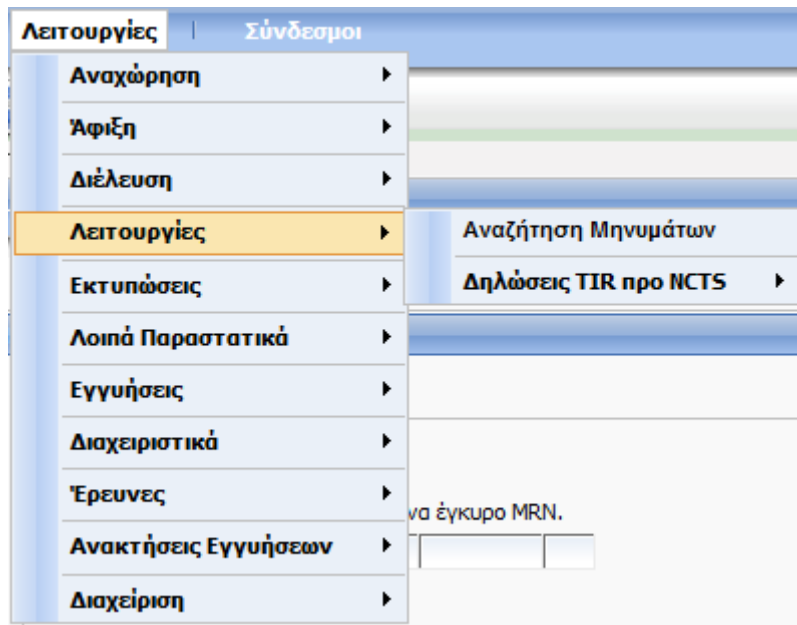 Λειτουργίες | Σύνδεσμοι
Αναχώρηση
Άφιξη
Διέλευση
Λειτουργίες
Αναζήτηση Μηνυμάτων
Εκτυπώσεις
Δηλώσεις TIR προ NCTS
Λοιπά Παραστατικά
Εγγυήσεις
Διαχειριστικά
Έρευνες
να έγκυρο MRN.
Ανακτήσεις Εγγυήσεων
Διαχείριση